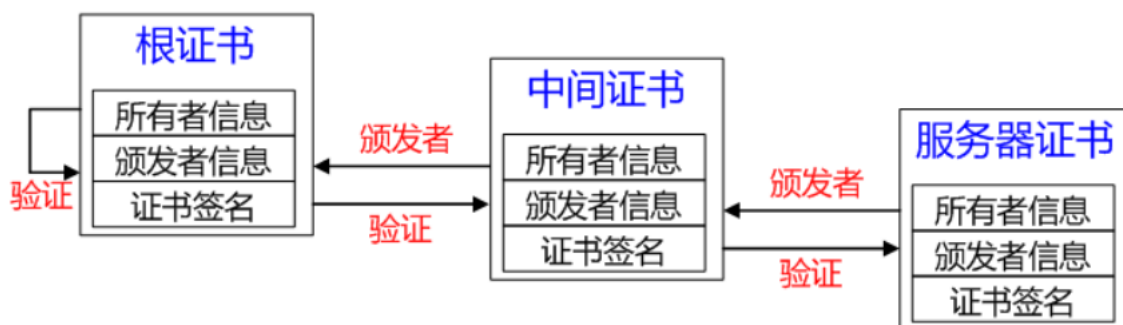 根证书
所有者信息
颁发者信息
证书签名
验证
颁发者
验证
中间证书
所有者信息
颁发者信息
证书签名
颁发者
验证
服务器证书
所有者信息
颁发者信息
证书签名